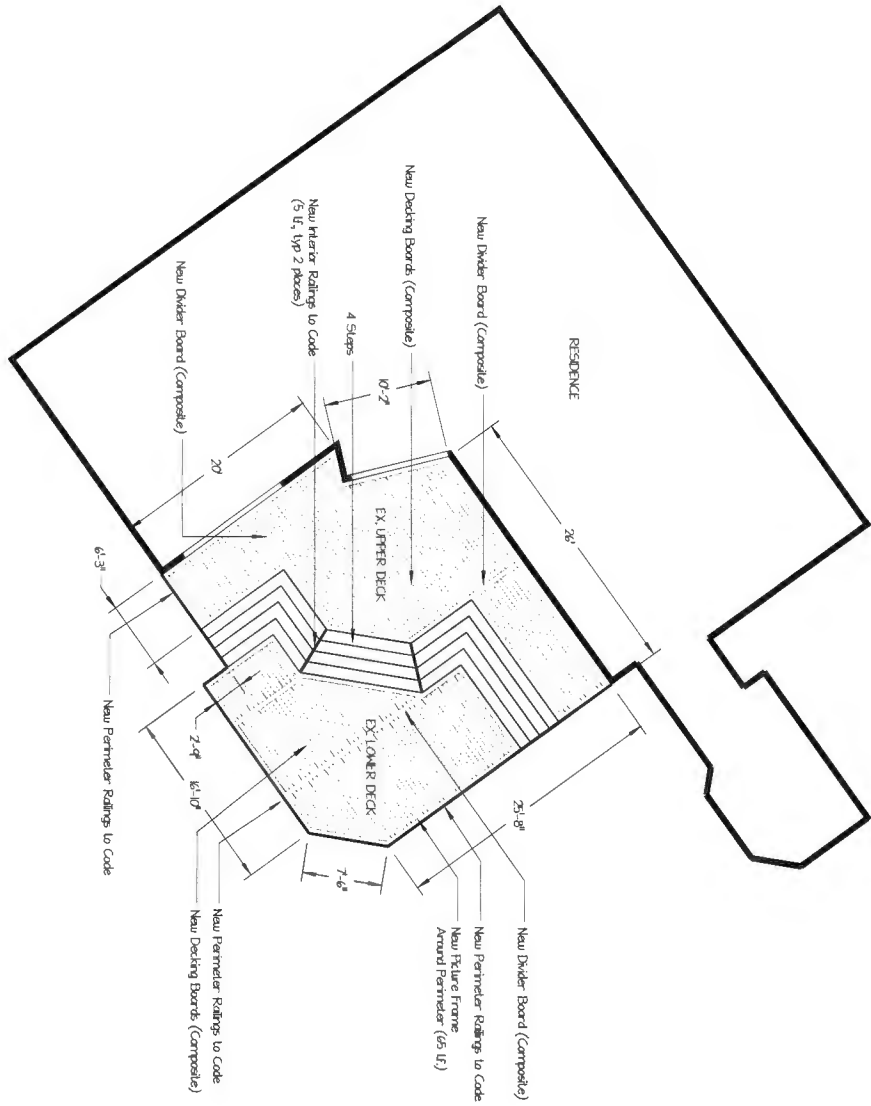 RESIDENCE
New Divider Board (Composite)
New Decking Boards (Composite)
4 Steps
New Interior Railings to Code
(5 lf., typ 2 places)
New Divider Board (Composite)
10'-2"
26'
20'
EX. UPPER DECK
EX. LOWER DECK
6'-3"
2'-9"
16'-10"
7'-6"
25'-8"
New Divider Board (Composite)
New Perimeter Railings to Code
New Picture Frame
Around Perimeter (65 lf.)
New Perimeter Railings to Code
New Decking Boards (Composite)
New Perimeter Railings to Code